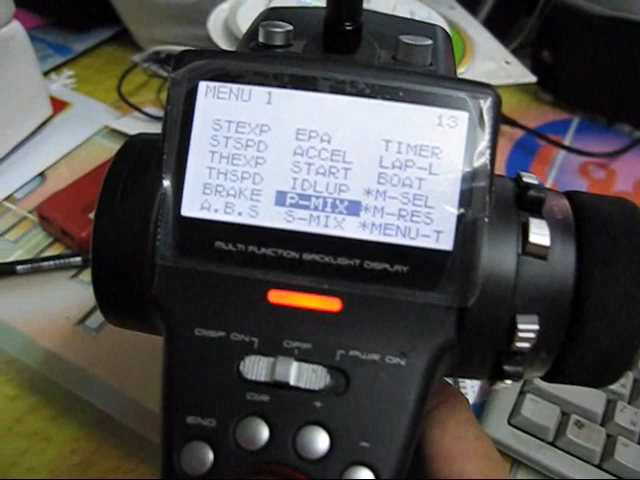 MENU 1
13
STEXP EPA TIMER
STSPD ACCEL LAP-L
THEXP START BOAT
THSPD IDLUP *M-SEL
BRAKE P-MIX *M-RES
A.B.S S-MIX *MENU-T
MULTI FUNCTION BACKLIGHT DISPLAY
DISP ON OFF PWR ON
END DIR + -